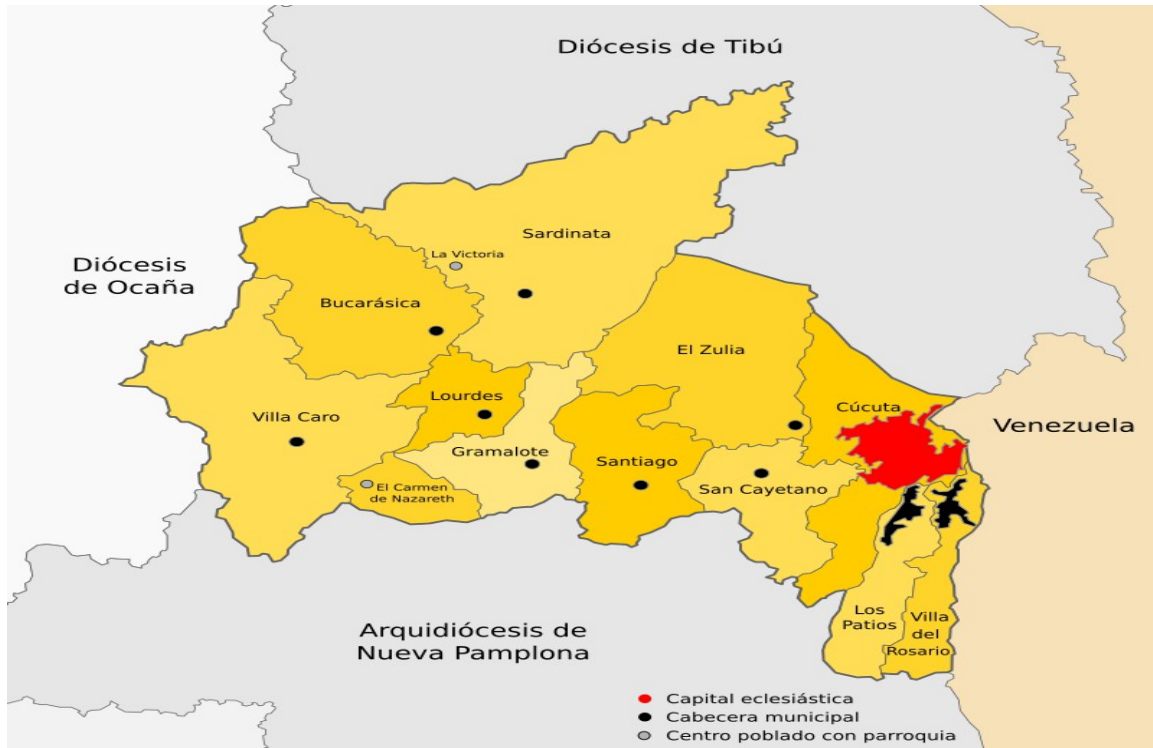 Diócesis de Tibú
Sardinata
La Victoria
Diócesis
de Ocaña
Bucarásica
El Zulia
Lourdes
Cúcuta
Villa Caro
Venezuela
Gramalote
Santiago
El Carmen
de Nazareth
San Cayetano
Los
Patios
Villa
del
Rosario
Arquidiócesis de
Nueva Pamplona
Capital eclesiástica
Cabecera municipal
Centro poblado con parroquia